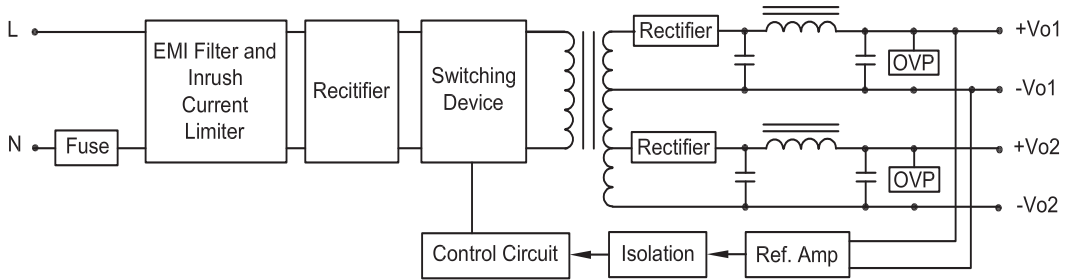 L
N
Fuse
EMI Filter and
Inrush
Current
Limiter
Recitifier
Switching
Device
Rectifier
OVP
+Vo1
-Vo1
Rectifier
OVP
+Vo2
-Vo2
Control Circuit
Isolation
Ref. Amp